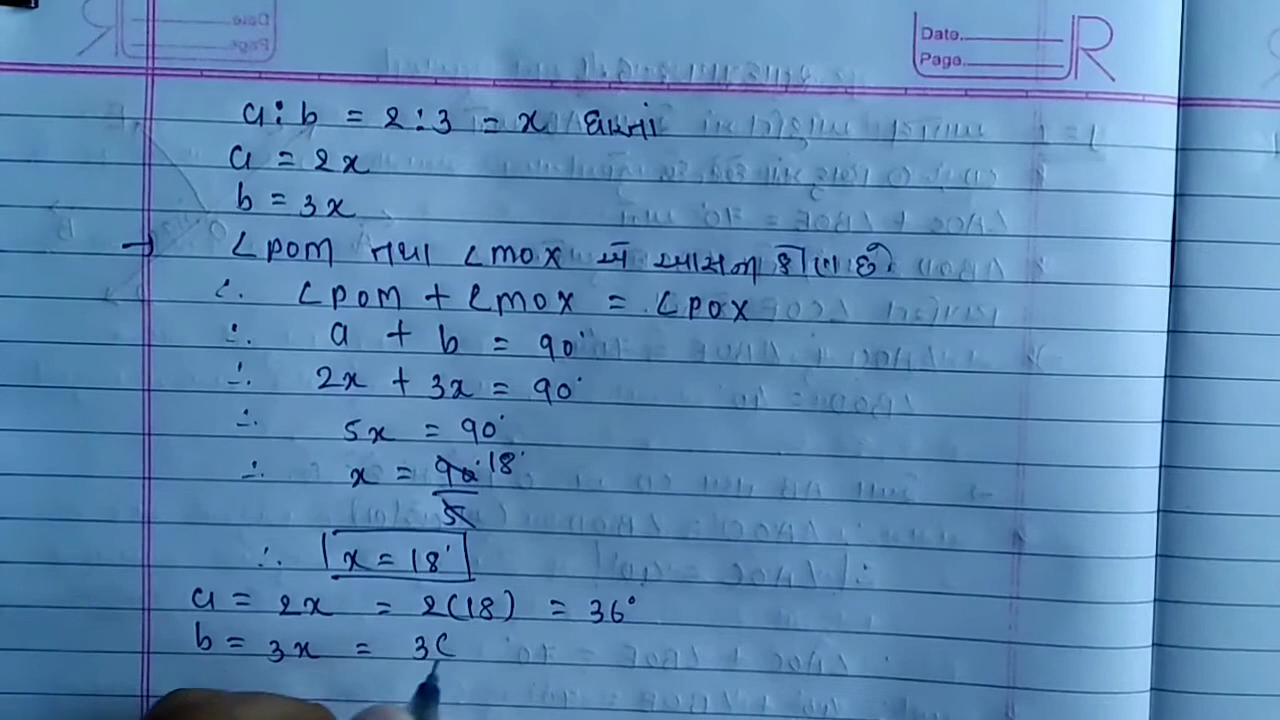 Date.
Page.
a : b = 2 : 3 = x ધારતાં
a = 2x
b = 3x
→ ∠POM તથા ∠MOX એ આસન્ન કોણ છે.
∴ ∠POM + ∠MOX = ∠POX
∴ a + b = 90°
∴ 2x + 3x = 90°
∴ 5x = 90°
∴ x = 90° 18°
5
∴ x = 18°
a = 2x = 2(18) = 36°
b = 3x = 3(